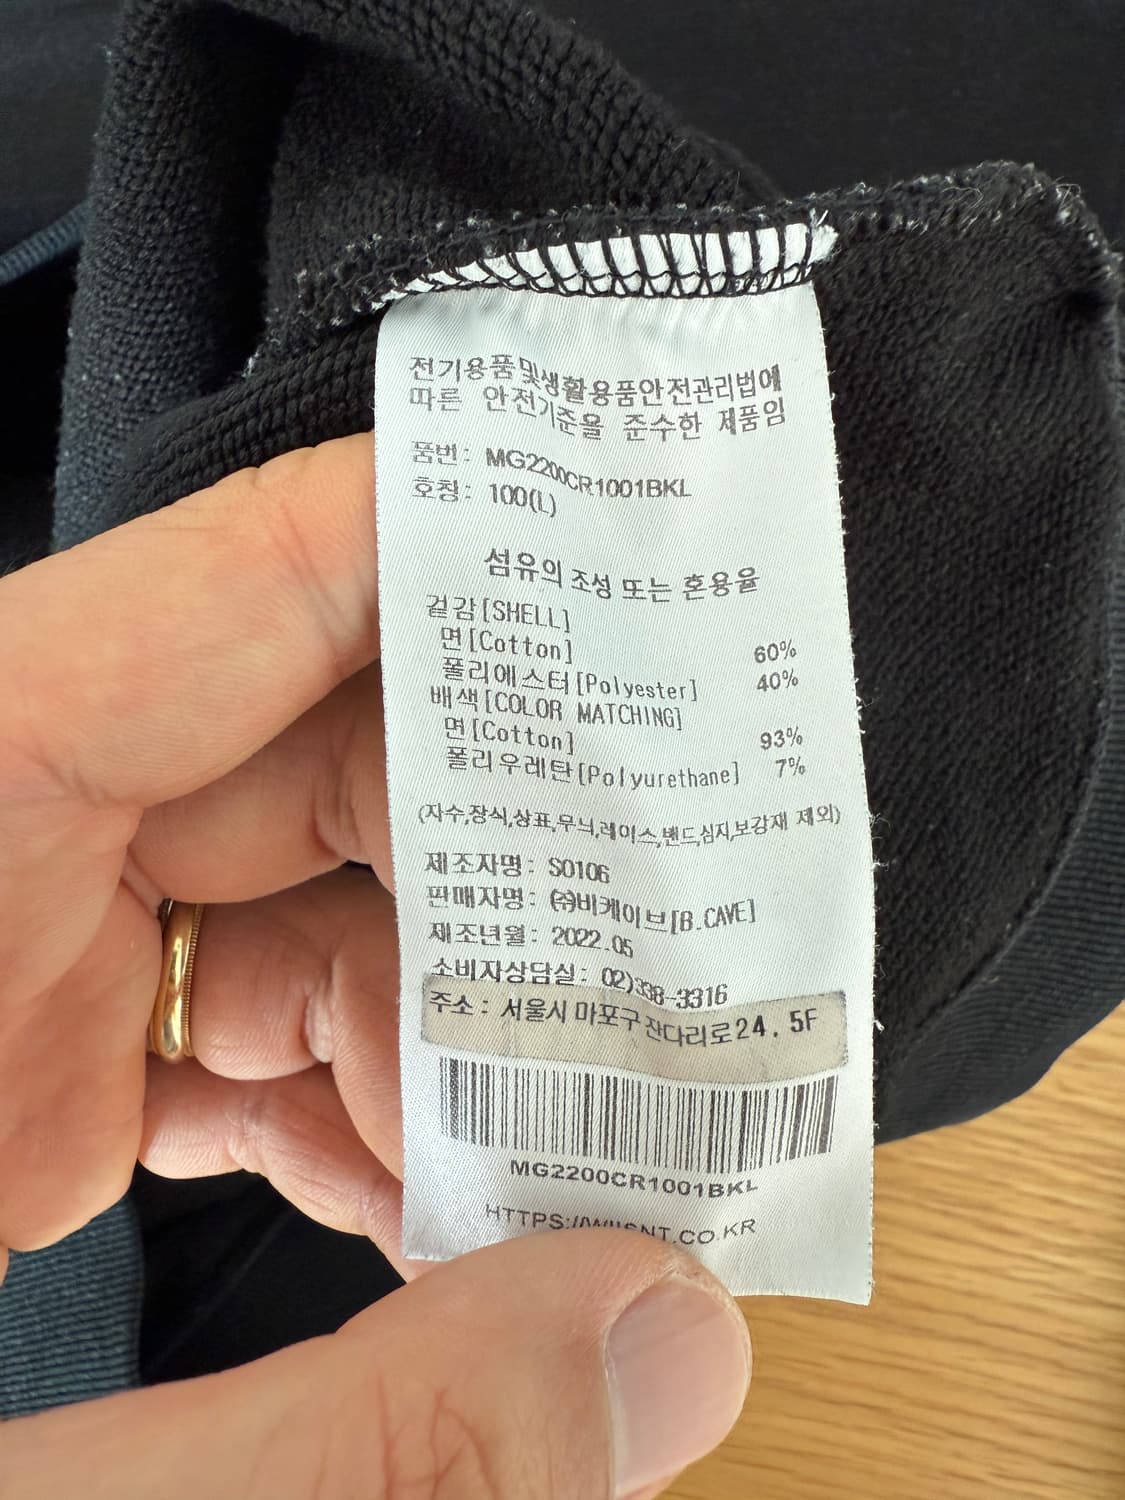 전기용품및생활용품안전관리법에
따른 안전기준을 준수한 제품임
품번: MG2200CR1001BKL
호칭: 100(L)
섬유의 조성 또는 혼용율
겉감[SHELL]
면[Cotton] 60%
폴리에스터[Polyester] 40%
배색[COLOR MATCHING]
면[Cotton] 93%
폴리우레탄[Polyurethane] 7%
(자수,장식,상표,무늬,레이스,밴드,심지,보강재 제외)
제조자명: S0106
판매자명: ㈜비케이브[B.CAVE]
제조년월: 2022.05
소비자상담실: 02)338-3316
주소: 서울시 마포구 잔다리로24. 5F
MG2200CR1001BKL